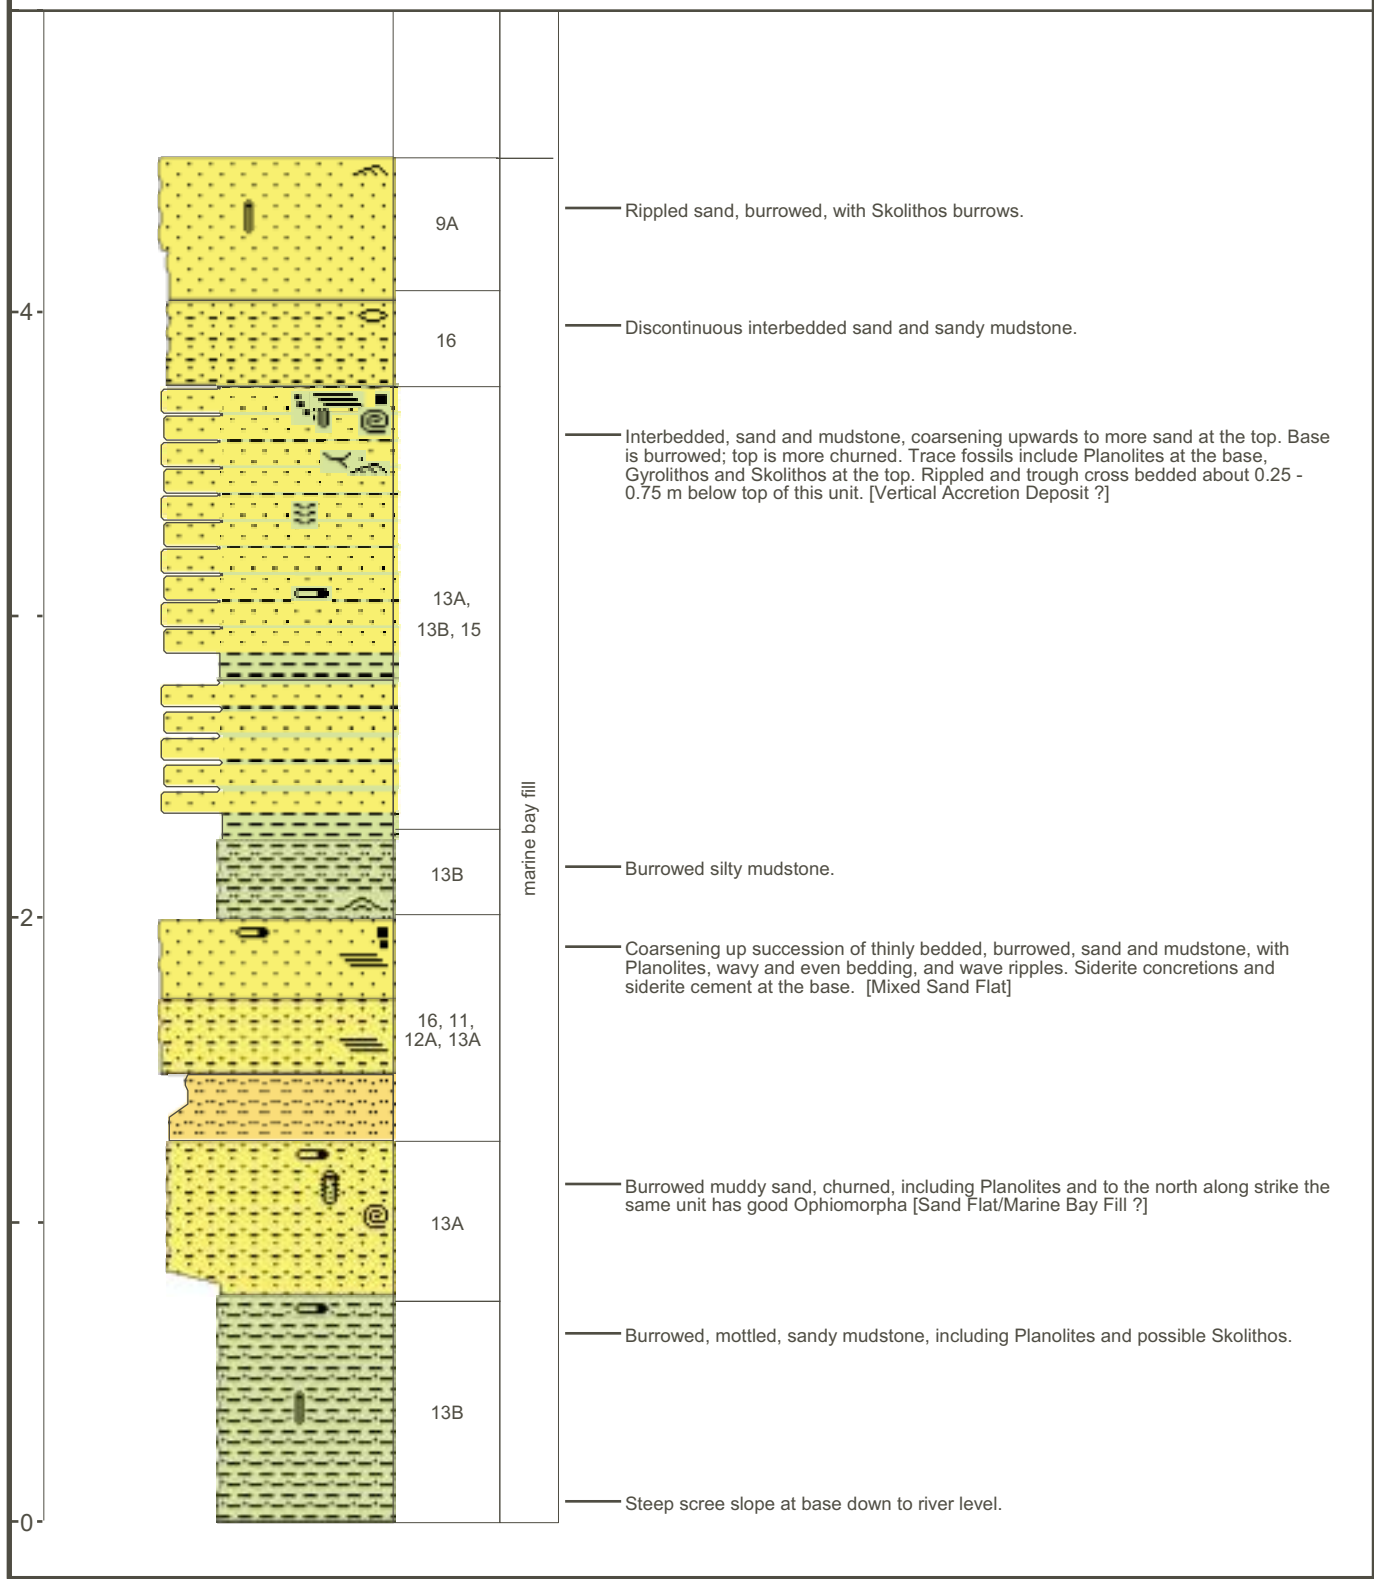 9A
Rippled sand, burrowed, with Skolithos burrows.
4
16
Discontinuous interbedded sand and sandy mudstone.
Interbedded, sand and mudstone, coarsening upwards to more sand at the top. Base
is burrowed; top is more churned. Trace fossils include Planolites at the base,
Gyrolithos and Skolithos at the top. Rippled and trough cross bedded about 0.25 -
0.75 m below top of this unit. [Vertical Accretion Deposit ?]
13A,
13B, 15
marine bay fill
13B
Burrowed silty mudstone.
2
Coarsening up succession of thinly bedded, burrowed, sand and mudstone, with
Planolites, wavy and even bedding, and wave ripples. Siderite concretions and
siderite cement at the base. [Mixed Sand Flat]
16, 11,
12A, 13A
Burrowed muddy sand, churned, including Planolites and to the north along strike the
same unit has good Ophiomorpha [Sand Flat/Marine Bay Fill ?]
13A
Burrowed, mottled, sandy mudstone, including Planolites and possible Skolithos.
13B
Steep scree slope at base down to river level.
0